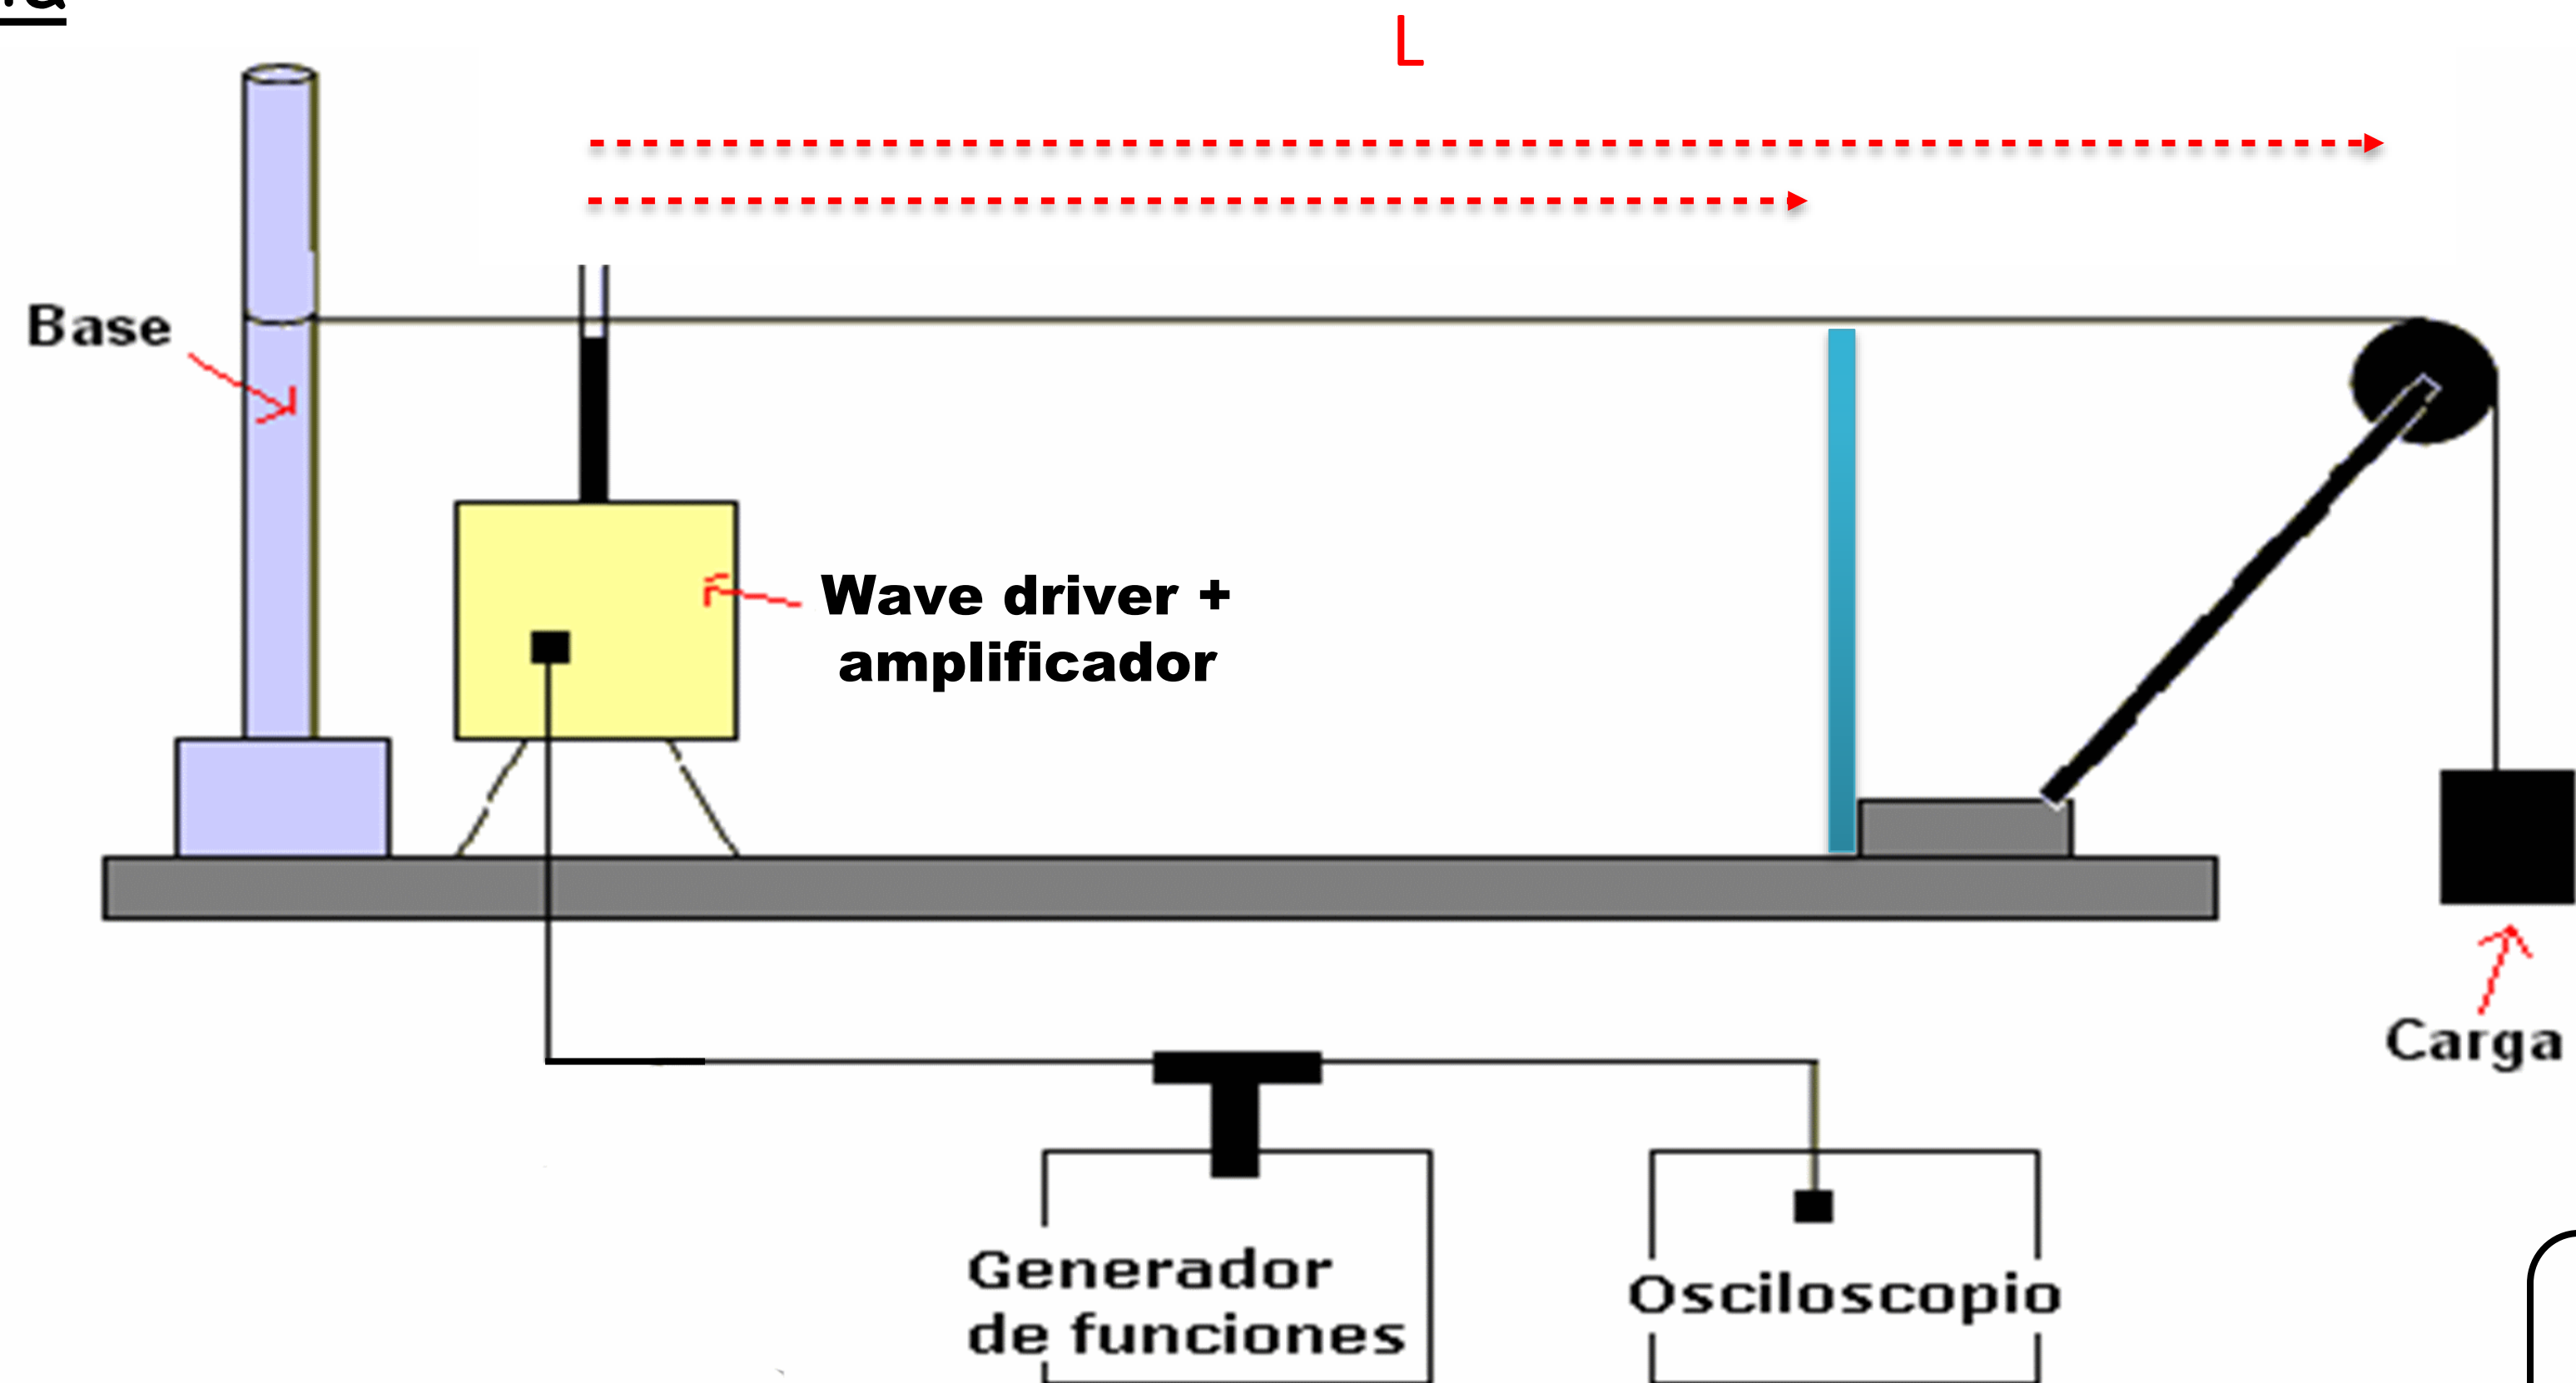 L
Base
Wave driver +
amplificador
Carga
Generador
de funciones
Osciloscopio